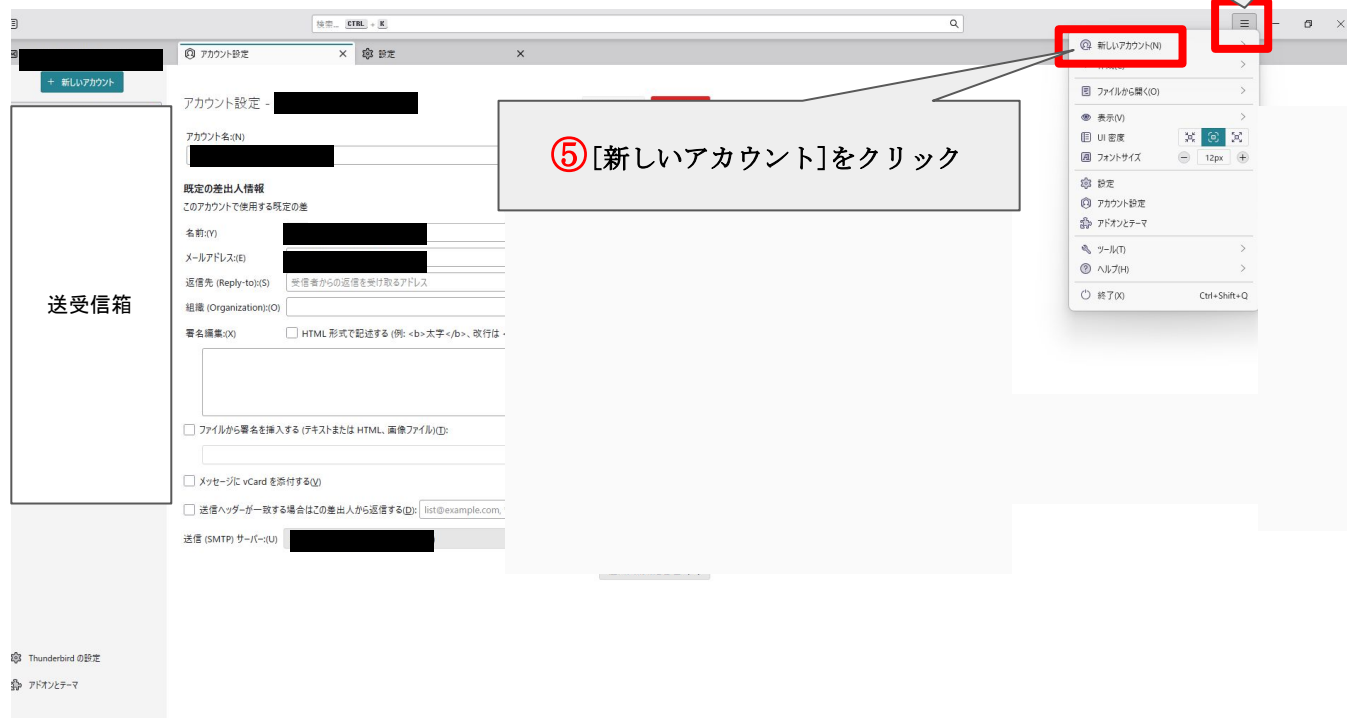 検索... CTRL + K
アカウント設定
設定
+ 新しいアカウント
アカウント設定 -
アカウント名:(N)
既定の差出人情報
このアカウントで使用する既定の差
名前:(Y)
メールアドレス:(E)
返信先 (Reply-to):(S) 受信者からの返信を受け取るアドレス
組織 (Organization):(O)
署名編集:(X) HTML 形式で記述する (例: <b>太字</b>、改行は
ファイルから署名を挿入する (テキストまたは HTML、画像ファイル)(T):
メッセージに vCard を添付する(V)
送信ヘッダーが一致する場合はこの差出人から返信する(D): list@example.com,
送信 (SMTP) サーバー:(U)
送受信箱
Thunderbird の設定
アドオンとテーマ
⑤[新しいアカウント]をクリック
新しいアカウント(N)
ファイルから開く(O)
表示(V)
UI 密度
フォントサイズ 12px
設定
アカウント設定
アドオンとテーマ
ツール(T)
ヘルプ(H)
終了(X) Ctrl+Shift+Q